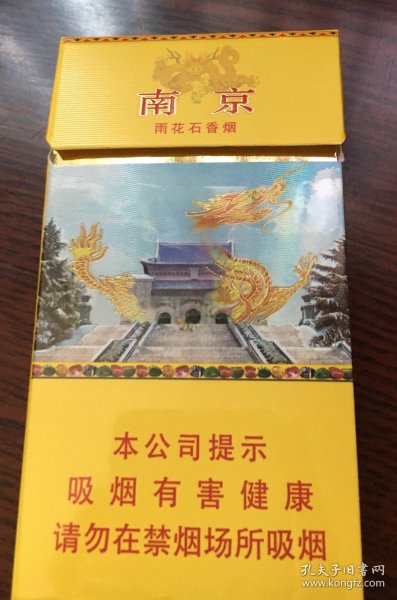 南京
雨花石香烟
本公司提示
吸烟有害健康
请勿在禁烟场所吸烟
孔夫子旧书网
www.kongfz.com